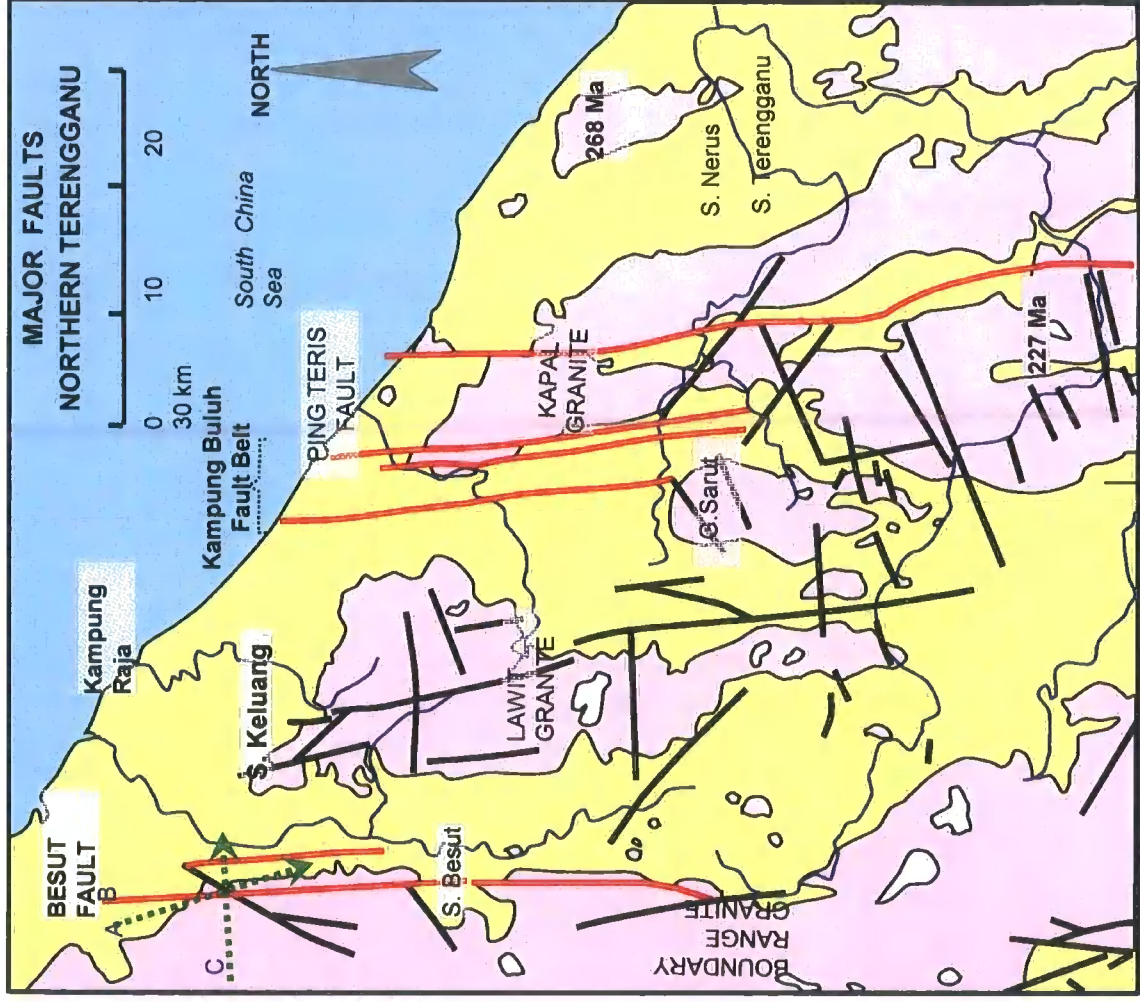 MAJOR FAULTS
NORTHERN TERENGGANU
0 10 20
30 km
NORTH
South China
Sea
Kampung Buluh
Fault Belt
Kampung
Raja
PING TERIS
FAULT
BESUT
FAULT
A
B
C
S. Keluang
S. Besut
LAWIT
GRANITE
KAPAL
GRANITE
G.Sarut
268 Ma
S. Nerus
S. Terengganu
227 Ma
BOUNDARY
RANGE
GRANITE